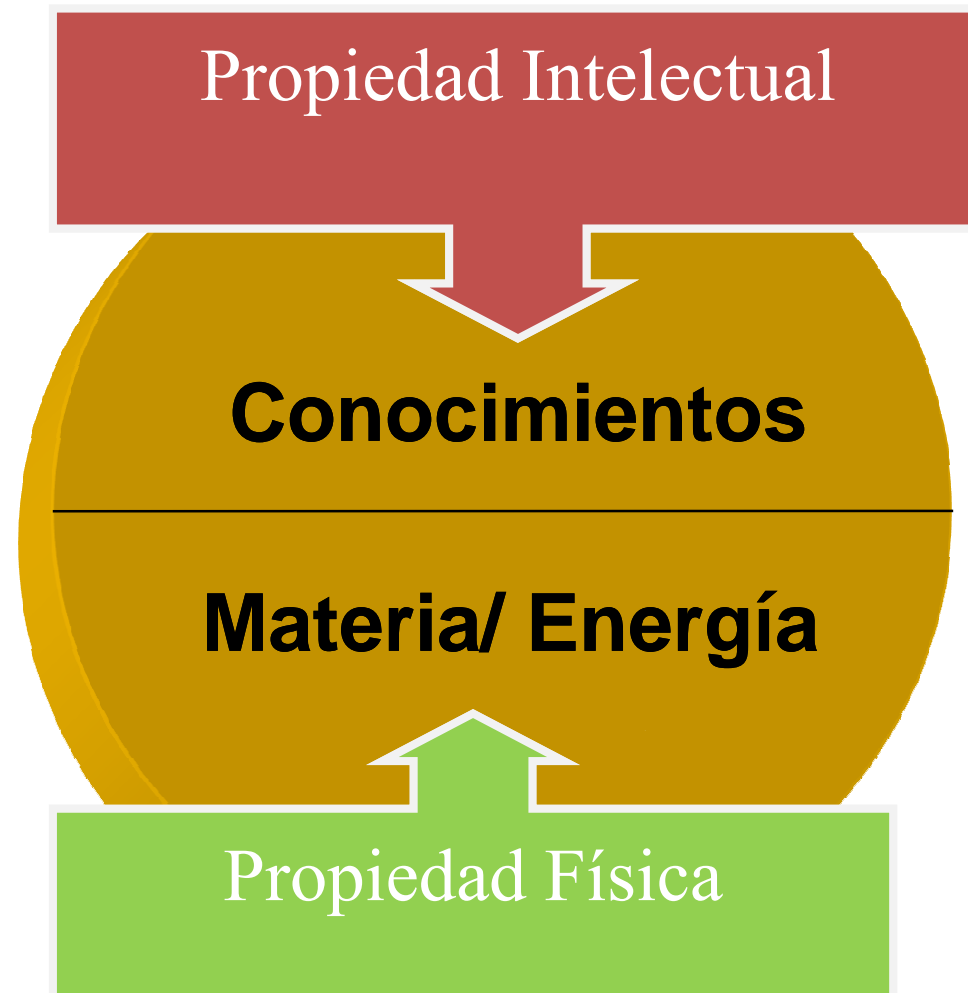 Propiedad Intelectual
Conocimientos
Materia/ Energía
Propiedad Física